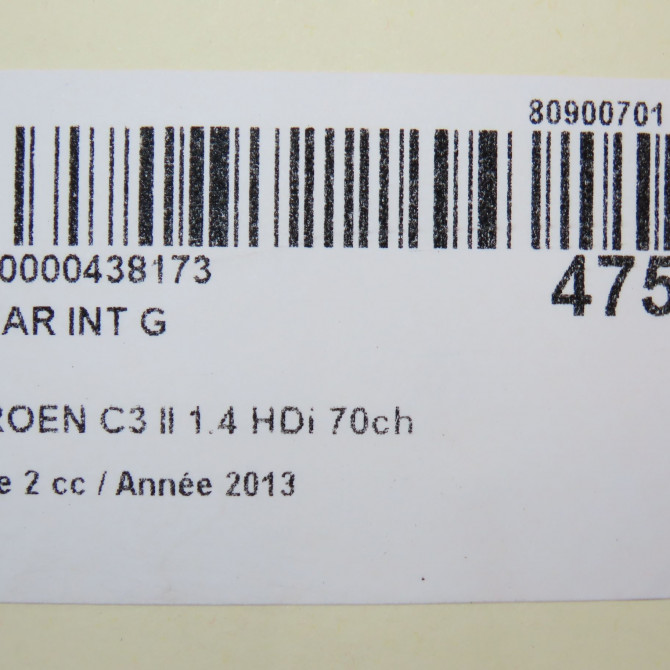 80900701
0000438173
475
AR INT G
ROEN C3 II 1.4 HDi 70ch
e 2 cc / Année 2013